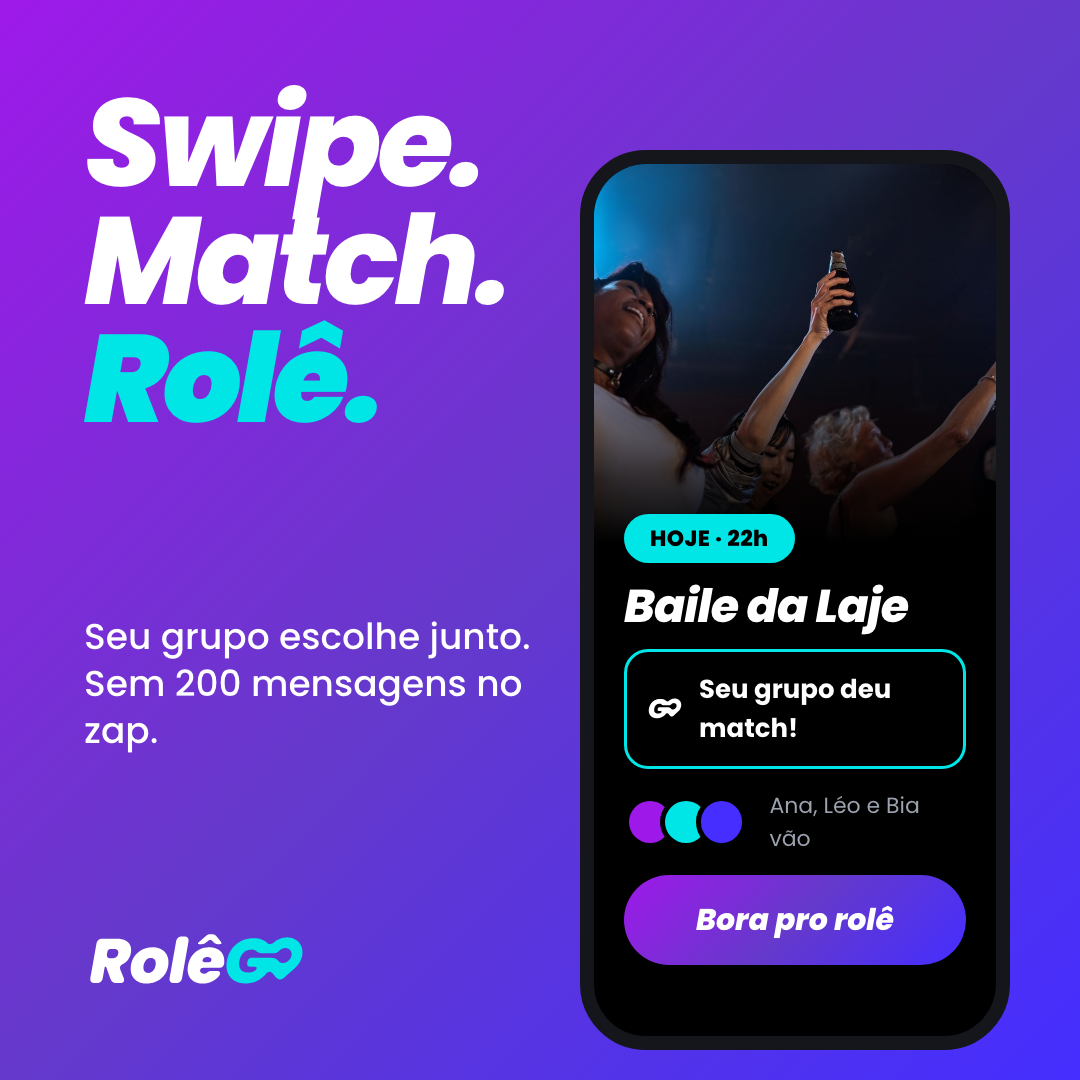 Swipe.
Match.
Rolê.
Seu grupo escolhe junto.
Sem 200 mensagens no
zap.
RolêGO
HOJE · 22h
Baile da Laje
GO
Seu grupo deu
match!
Ana, Léo e Bia
vão
Bora pro rolê